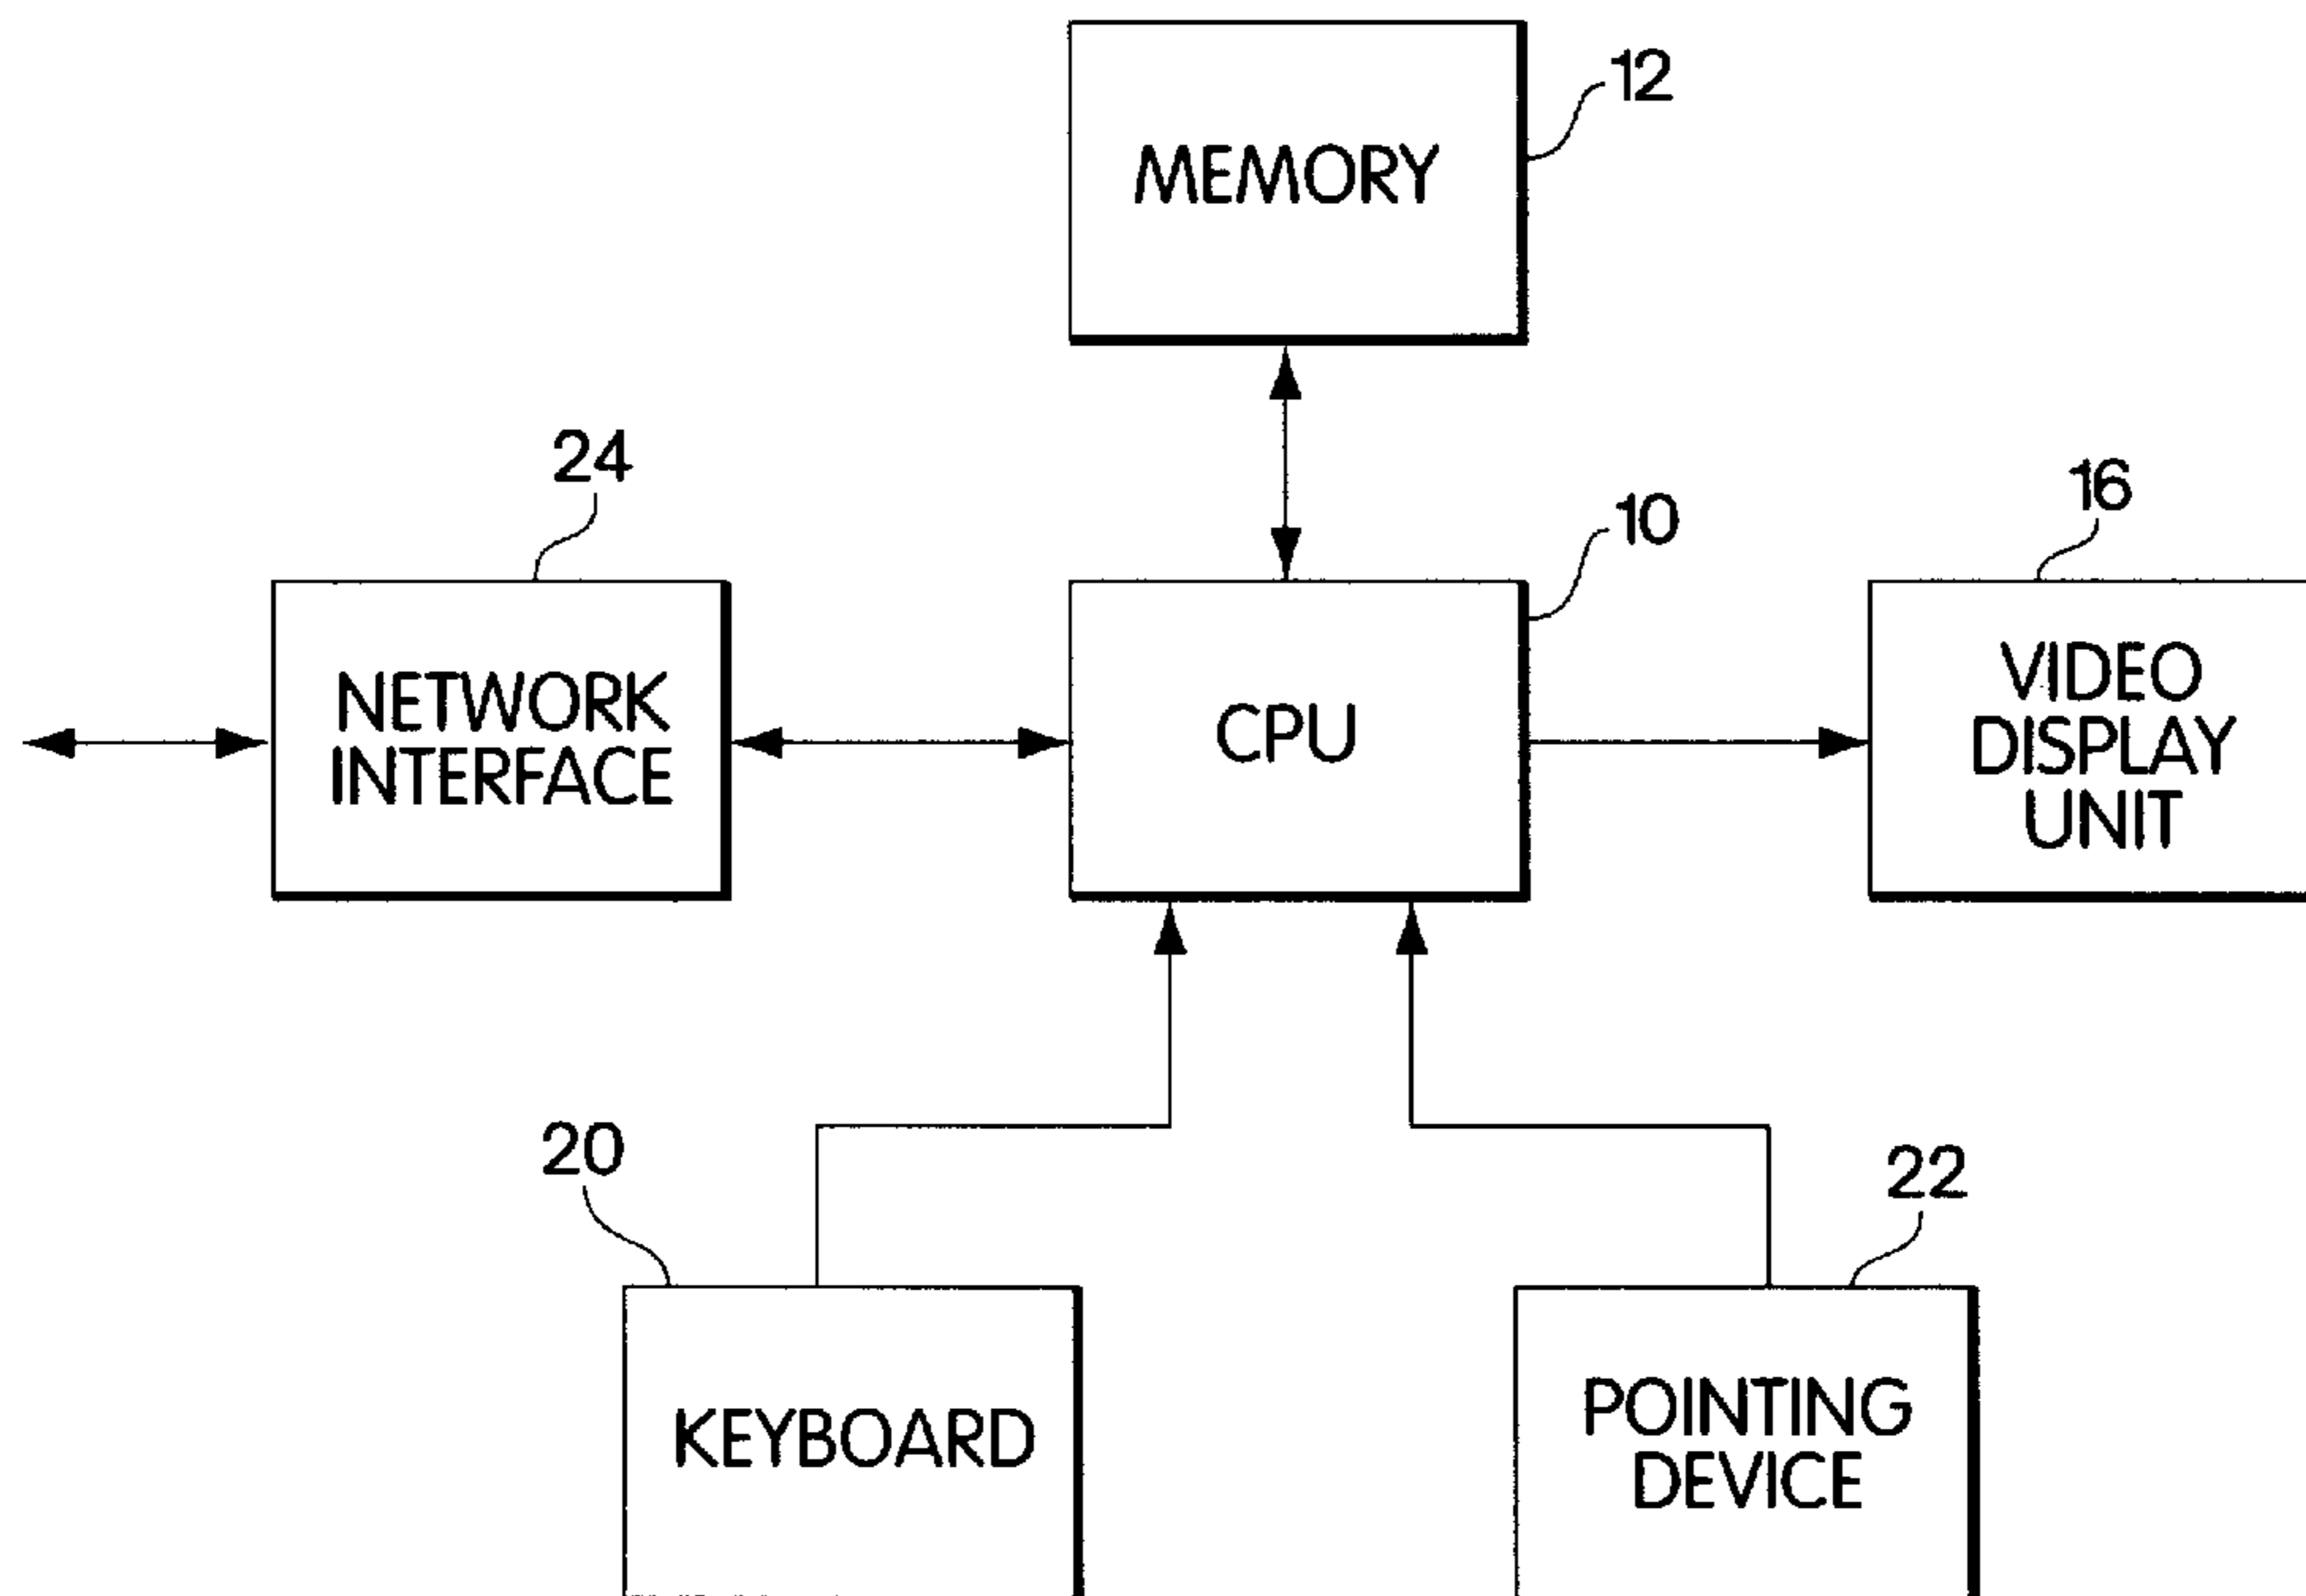 12
MEMORY
24
10
16
NETWORK
INTERFACE
CPU
VIDEO
DISPLAY
UNIT
20
22
KEYBOARD
POINTING
DEVICE